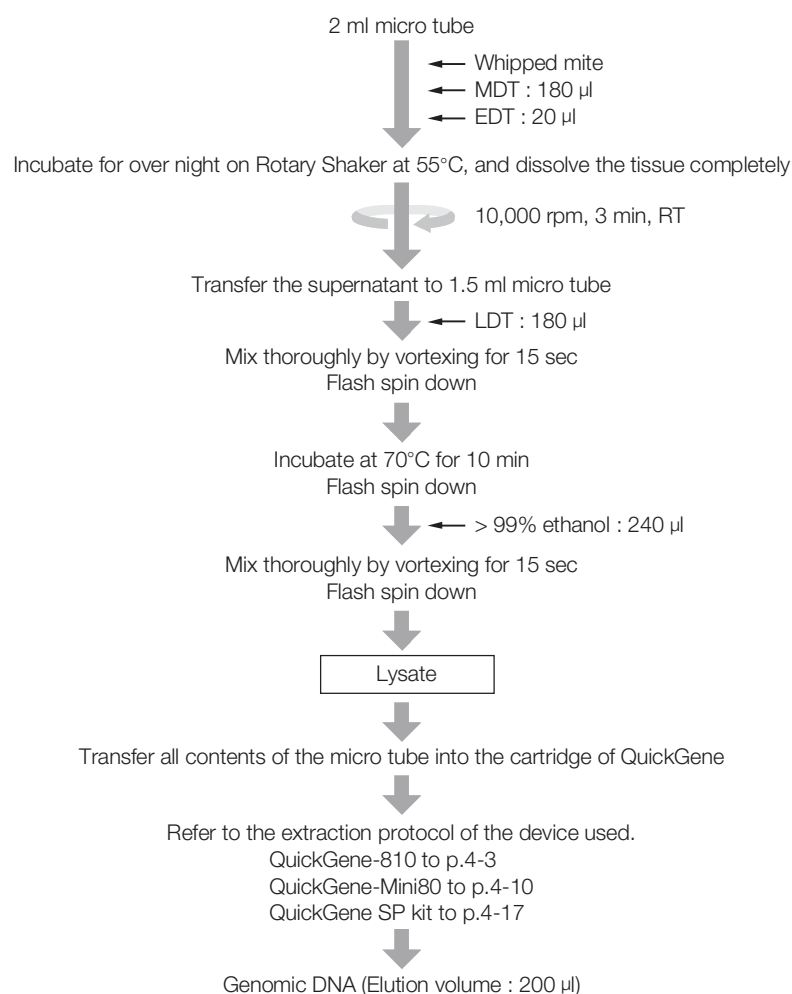 2 ml micro tube
Whipped mite
MDT : 180 µl
EDT : 20 µl
Incubate for over night on Rotary Shaker at 55°C, and dissolve the tissue completely
10,000 rpm, 3 min, RT
Transfer the supernatant to 1.5 ml micro tube
LDT : 180 µl
Mix thoroughly by vortexing for 15 sec
Flash spin down
Incubate at 70°C for 10 min
Flash spin down
> 99% ethanol : 240 µl
Mix thoroughly by vortexing for 15 sec
Flash spin down
Lysate
Transfer all contents of the micro tube into the cartridge of QuickGene
Refer to the extraction protocol of the device used.
QuickGene-810 to p.4-3
QuickGene-Mini80 to p.4-10
QuickGene SP kit to p.4-17
Genomic DNA (Elution volume : 200 µl)